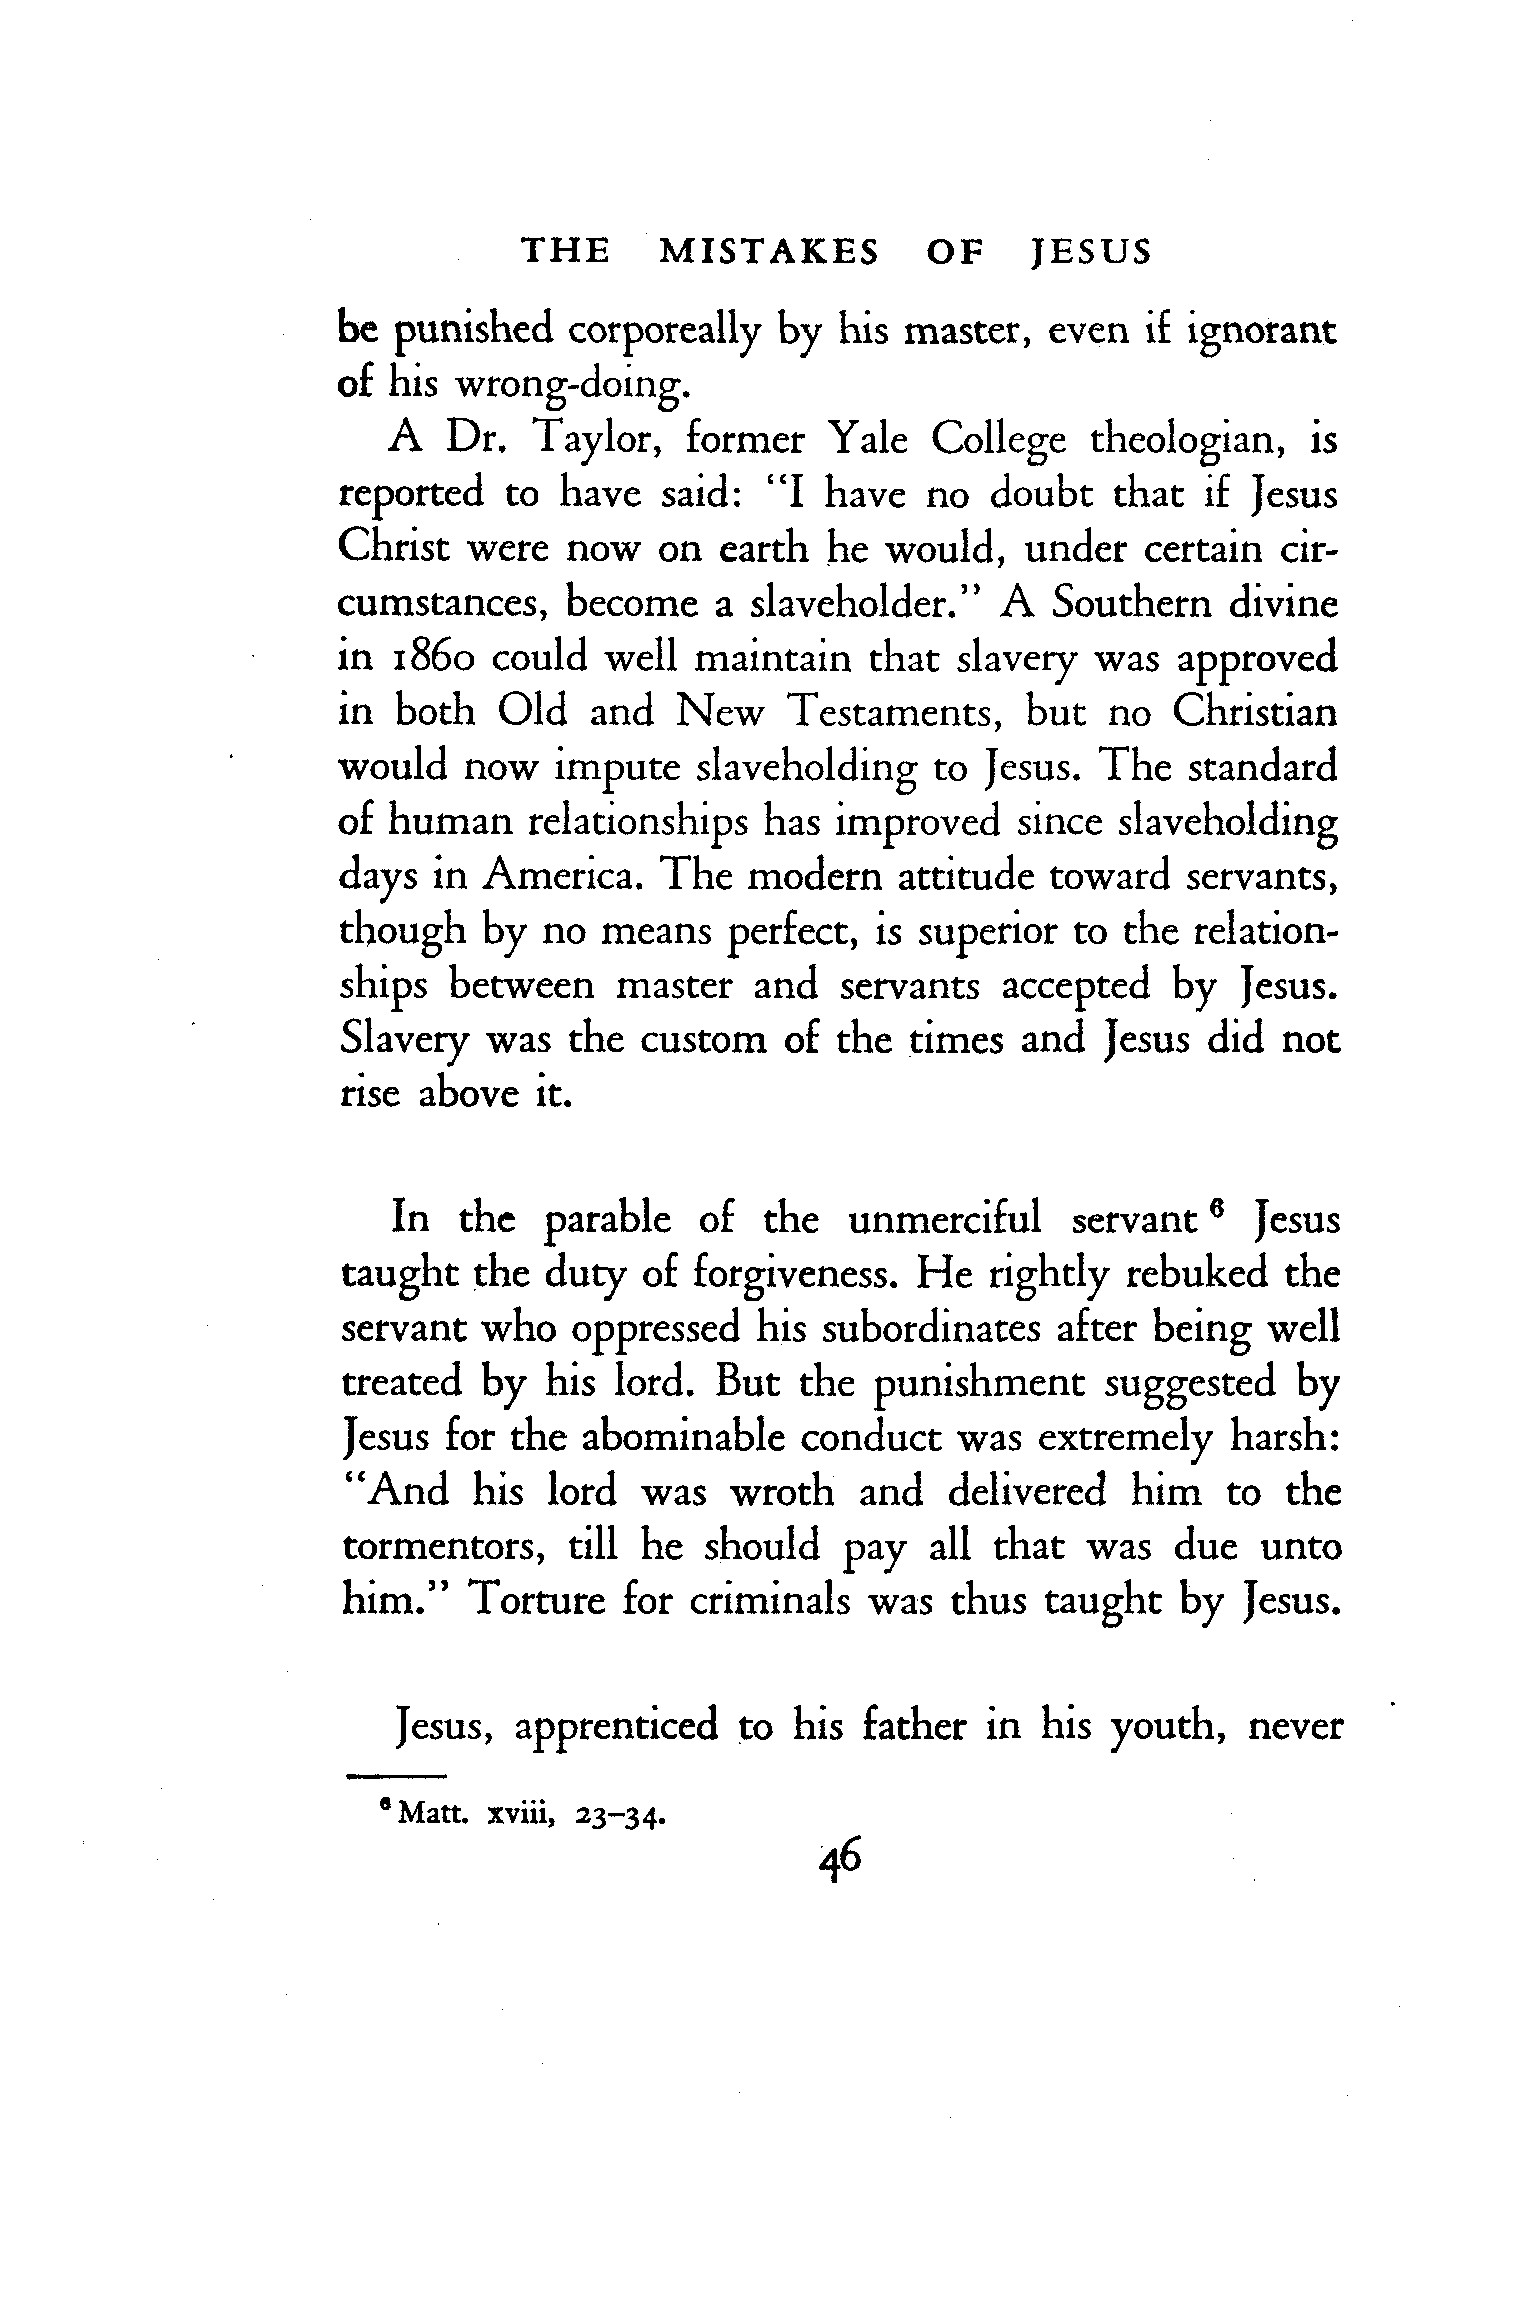 THE MISTAKES OF JESUS
be punished corporeally by his master, even if ignorant
of his wrong-doing.
A Dr. Taylor, former Yale College theologian, is
reported to have said: "I have no doubt that if Jesus
Christ were now on earth he would, under certain cir-
cumstances, become a slaveholder." A Southern divine
in 1860 could well maintain that slavery was approved
in both Old and New Testaments, but no Christian
would now impute slaveholding to Jesus. The standard
of human relationships has improved since slaveholding
days in America. The modern attitude toward servants,
though by no means perfect, is superior to the relation-
ships between master and servants accepted by Jesus.
Slavery was the custom of the times and Jesus did not
rise above it.
In the parable of the unmerciful servant ⁶ Jesus
taught the duty of forgiveness. He rightly rebuked the
servant who oppressed his subordinates after being well
treated by his lord. But the punishment suggested by
Jesus for the abominable conduct was extremely harsh:
"And his lord was wroth and delivered him to the
tormentors, till he should pay all that was due unto
him." Torture for criminals was thus taught by Jesus.
Jesus, apprenticed to his father in his youth, never
⁶ Matt. xviii, 23–34.
46